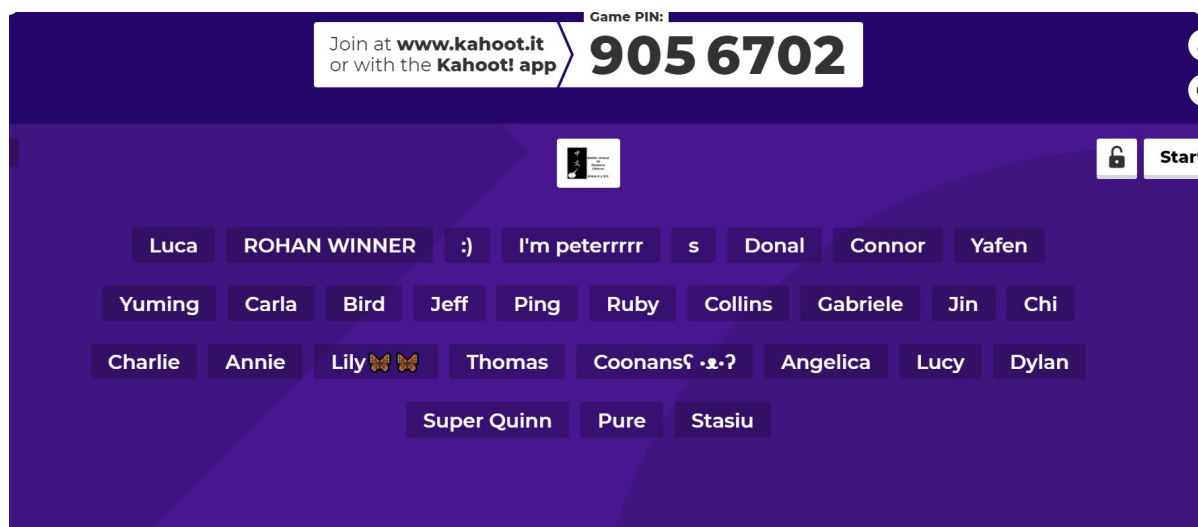 Game PIN:
Join at www.kahoot.it
or with the Kahoot! app
905 6702
中
文
Start
Luca ROHAN WINNER :) I'm peterrrrr s Donal Connor Yafen
Yuming Carla Bird Jeff Ping Ruby Collins Gabriele Jin Chi
Charlie Annie Lily🦋🦋 Thomas Coonansʕ •ᴥ•ʔ Angelica Lucy Dylan
Super Quinn Pure Stasiu